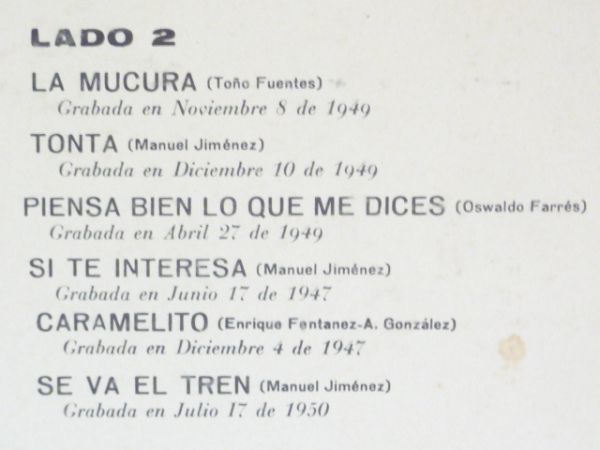 LADO 2
LA MUCURA (Toño Fuentes)
Grabada en Noviembre 8 de 1949
TONTA (Manuel Jiménez)
Grabada en Diciembre 10 de 1949
PIENSA BIEN LO QUE ME DICES (Oswaldo Farrés)
Grabada en Abril 27 de 1949
SI TE INTERESA (Manuel Jiménez)
Grabada en Junio 17 de 1947
CARAMELITO (Enrique Fentanez-A. González)
Grabada en Diciembre 4 de 1947
SE VA EL TREN (Manuel Jiménez)
Grabada en Julio 17 de 1950